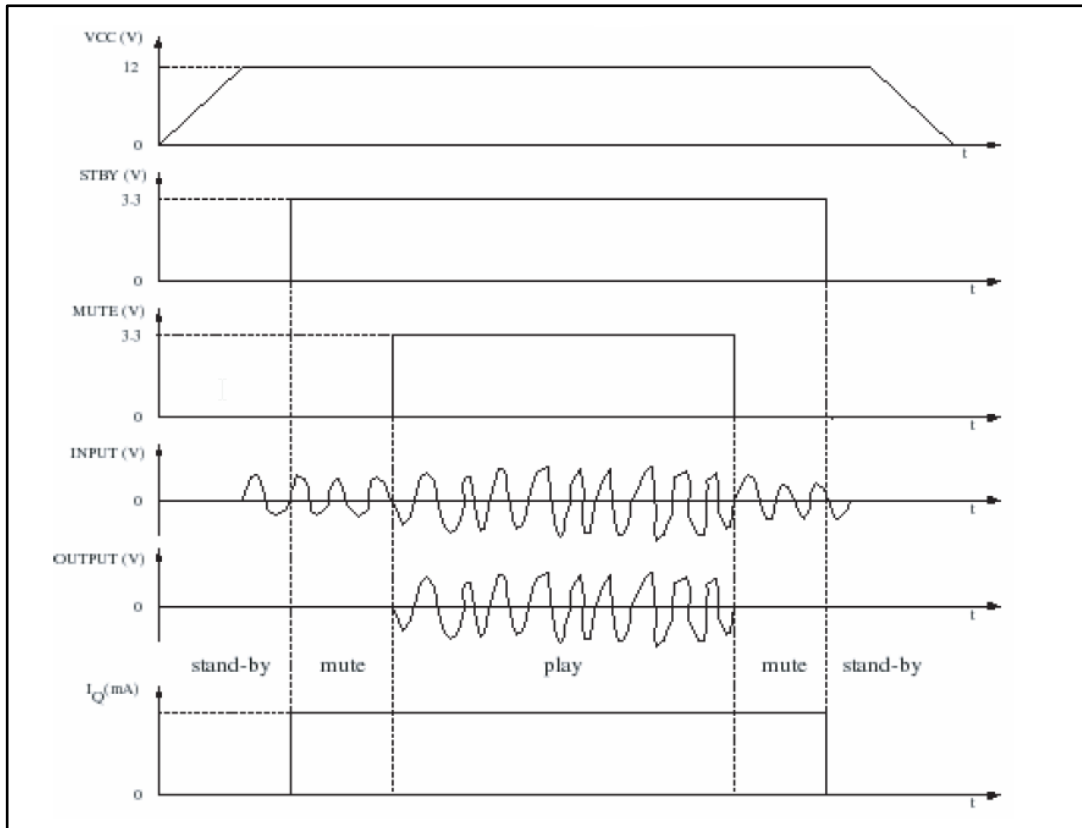 VCC (V)
12
0
t
STBY (V)
3.3
0
t
MUTE (V)
3.3
0
t
INPUT (V)
0
t
OUTPUT (V)
0
t
stand-by mute play mute stand-by
IQ(mA)
0
t